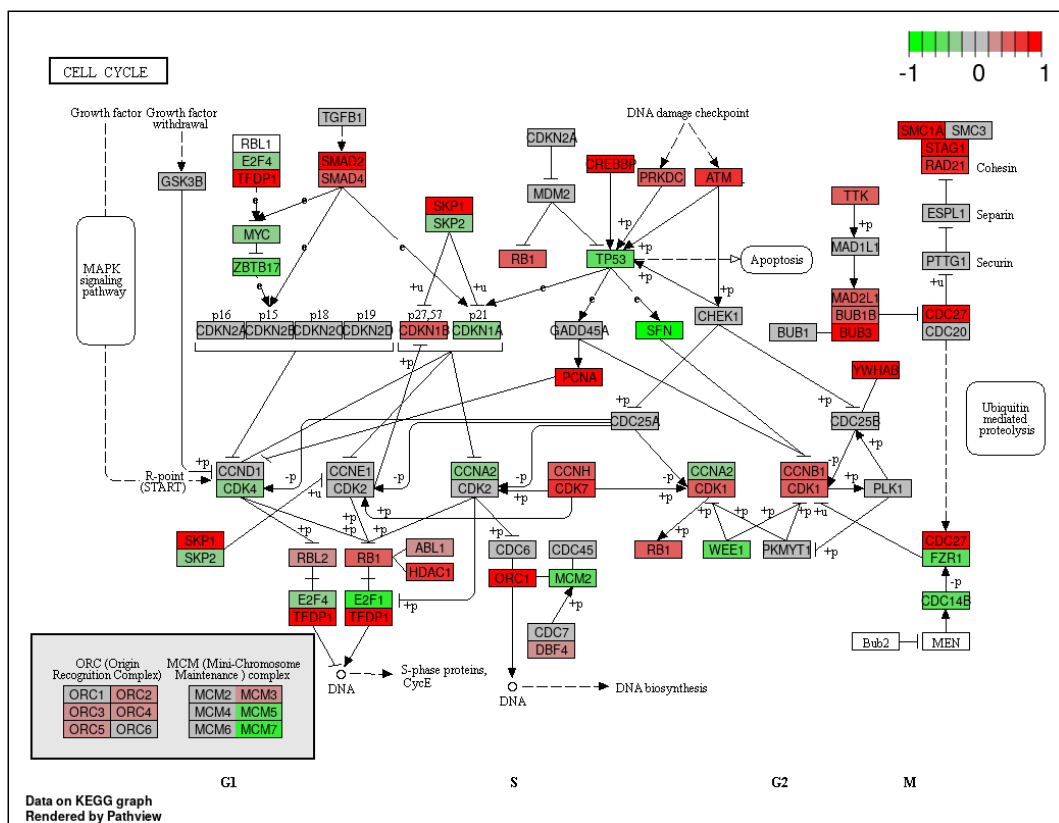 -1 0 1
CELL CYCLE
Growth factor
Growth factor
withdrawal
TGFB1
DNA damage checkpoint
RBL1
E2F4
TFDP1
GSK3B
SMAD2
SMAD4
CDKN2A
CREBBP
PRKDC
ATM
SMC1A
SMC3
STAG1
RAD21
Cohesin
e
e
MYC
ZBTB17
e
SKP1
SKP2
e
MDM2
RB1
+p
+p
+p
TP53
Apoptosis
TTK
+p
MAD1L1
ESPL1
Separin
PTTG1
Securin
MAPK
signaling
pathway
+u
+u
e
e
e
+p
+p
CHEK1
MAD2L1
BUB1B
BUB3
BUB1
+u
CDC27
CDC20
p16
p15
p18
p19
p27,57
p21
CDKN2A
CDKN2B
CDKN2C
CDKN2D
CDKN1B
CDKN1A
GADD45A
SFN
+p
PCNA
YWHAB
Ubiquitin
mediated
proteolysis
CDC25A
+p
+p
CDC25B
+p
R-point
(START)
+p
CCND1
CDK4
-p
CCNE1
CDK2
+u
-p
CCNA2
CDK2
-p
+p
CCNH
CDK7
-p
+p
CCNA2
CDK1
CCNB1
CDK1
-p
+p
+u
PLK1
SKP1
SKP2
+p
+p
+p
+p
+p
+p
+p
+p
+p
RBL2
RB1
ABL1
HDAC1
CDC6
CDC45
ORC1
MCM2
RB1
WEE1
PKMYT1
CDC27
FZR1
-p
CDC14B
E2F4
TFDP1
E2F1
TFDP1
+p
+p
CDC7
DBF4
Bub2
MEN
DNA
S-phase proteins,
CycE
DNA
DNA biosynthesis
ORC (Origin
Recognition Complex)
MCM (Mini-Chromosome
Maintenance ) complex
ORC1 ORC2 MCM2 MCM3
ORC3 ORC4 MCM4 MCM5
ORC5 ORC6 MCM6 MCM7
G1 S G2 M
Data on KEGG graph
Rendered by Pathview